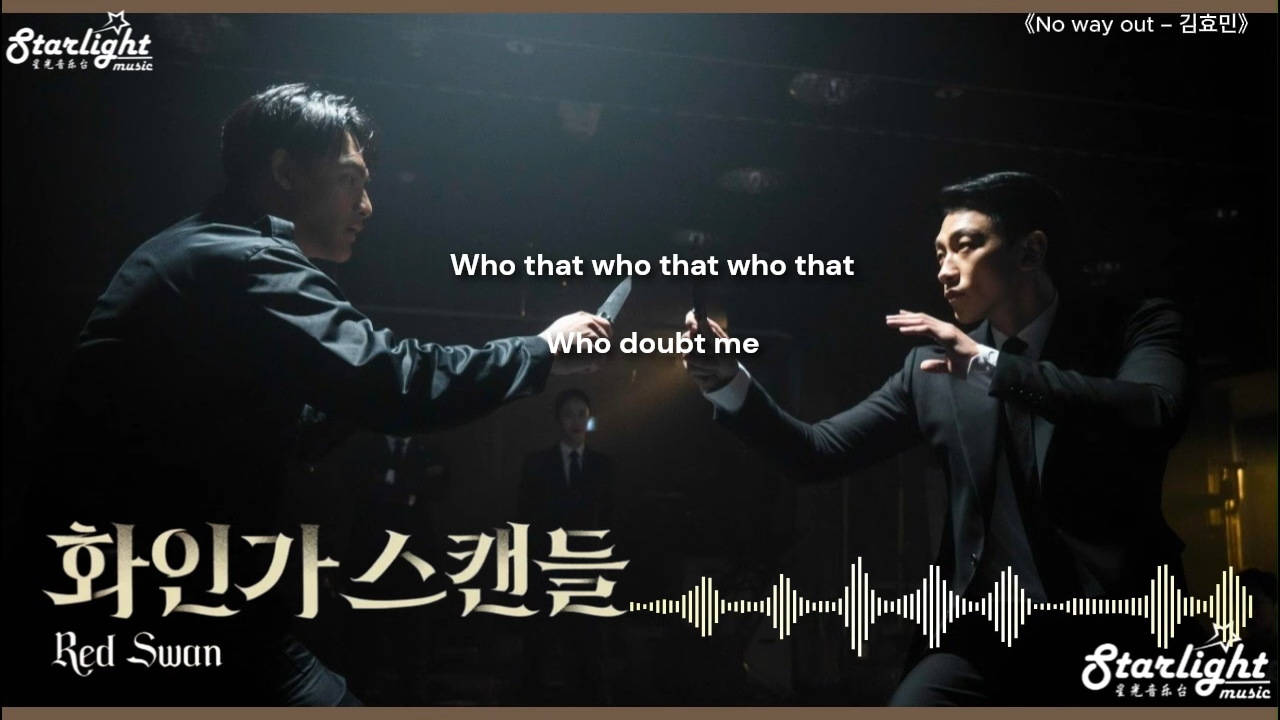 Starlight
星光音乐台
music
《No way out – 김효민》
Who that who that who that
Who doubt me
화인가 스캔들
Red Swan
Starlight
星光音乐台
music